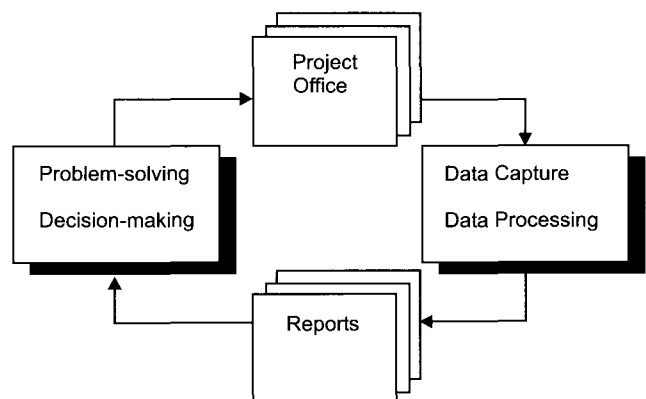 Project
Office
Problem-solving
Decision-making
Data Capture
Data Processing
Reports